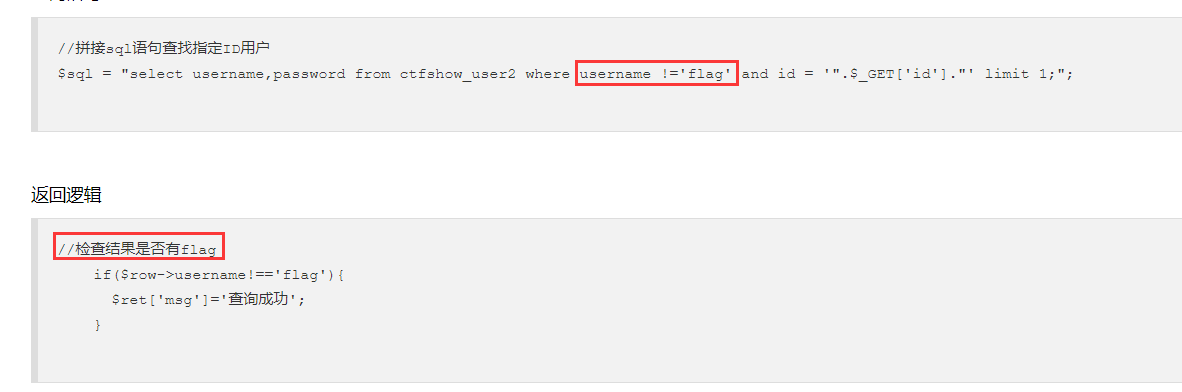 //拼接sql语句查找指定ID用户
$sql = "select username,password from ctfshow_user2 where username !='flag' and id = '".$_GET['id']."' limit 1;";
返回逻辑
//检查结果是否有flag
if($row->username!=='flag'){
$ret['msg']='查询成功';
}